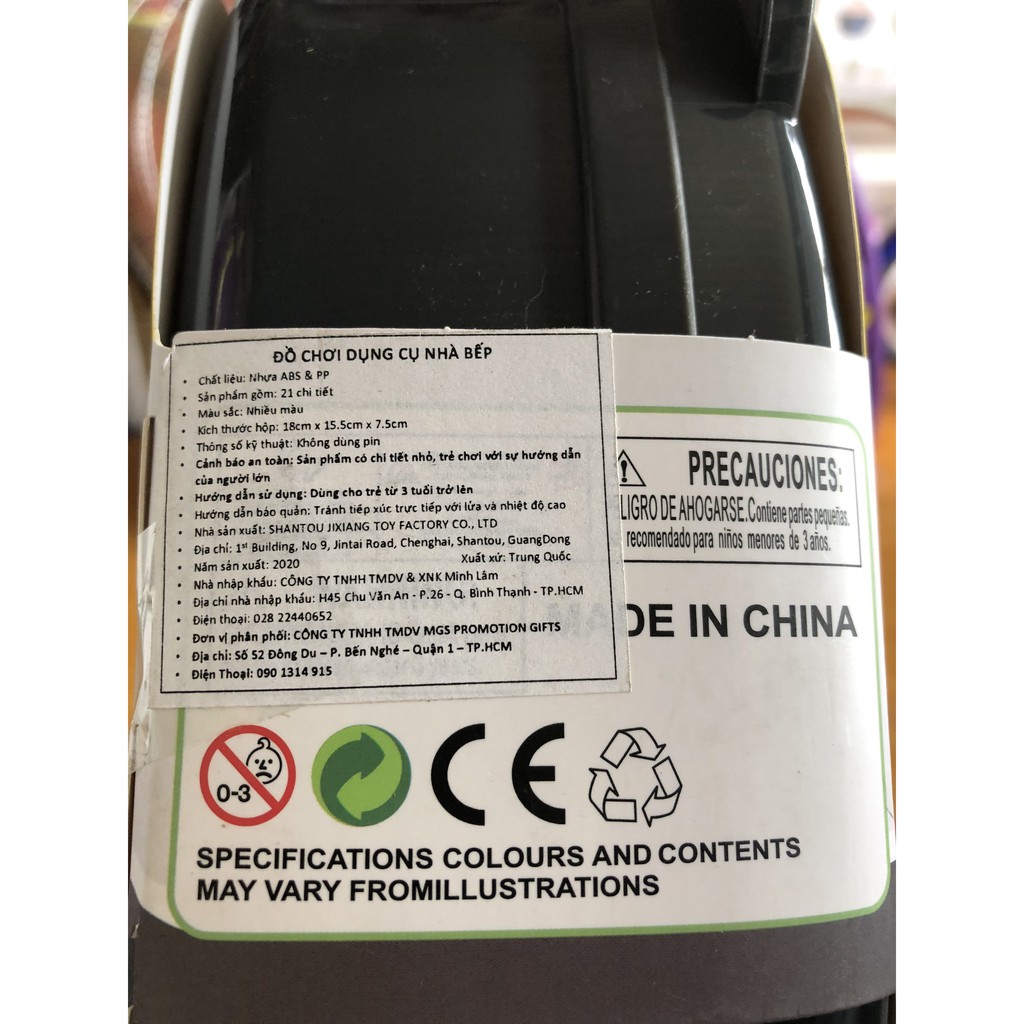 ĐỒ CHƠI DỤNG CỤ NHÀ BẾP
• Chất liệu: Nhựa ABS & PP
• Sản phẩm gồm: 21 chi tiết
• Màu sắc: Nhiều màu
• Kích thước hộp: 18cm x 15.5cm x 7.5cm
• Thông số kỹ thuật: Không dùng pin
• Cảnh báo an toàn: Sản phẩm có chi tiết nhỏ, trẻ chơi với sự hướng dẫn
của người lớn
• Hướng dẫn sử dụng: Dùng cho trẻ từ 3 tuổi trở lên
• Hướng dẫn bảo quản: Tránh tiếp xúc trực tiếp với lửa và nhiệt độ cao
• Nhà sản xuất: SHANTOU JIXIANG TOY FACTORY CO., LTD
• Địa chỉ: 1st Building, No 9, Jintai Road, Chenghai, Shantou, GuangDong
• Năm sản xuất: 2020 Xuất xứ: Trung Quốc
• Nhà nhập khẩu: CÔNG TY TNHH TMDV & XNK Minh Lâm
• Địa chỉ nhà nhập khẩu: H45 Chu Văn An - P.26 - Q. Bình Thạnh - TP.HCM
• Điện thoại: 028 22440652
• Đơn vị phân phối: CÔNG TY TNHH TMDV MGS PROMOTION GIFTS
• Địa chỉ: Số 52 Đông Du – P. Bến Nghé – Quận 1 – TP.HCM
• Điện Thoại: 090 1314 915
PRECAUCIONES:
LIGRO DE AHOGARSE. Contiene partes pequeñas.
recomendado para niños menores de 3 años.
DE IN CHINA
0-3
CE
SPECIFICATIONS COLOURS AND CONTENTS
MAY VARY FROMILLUSTRATIONS